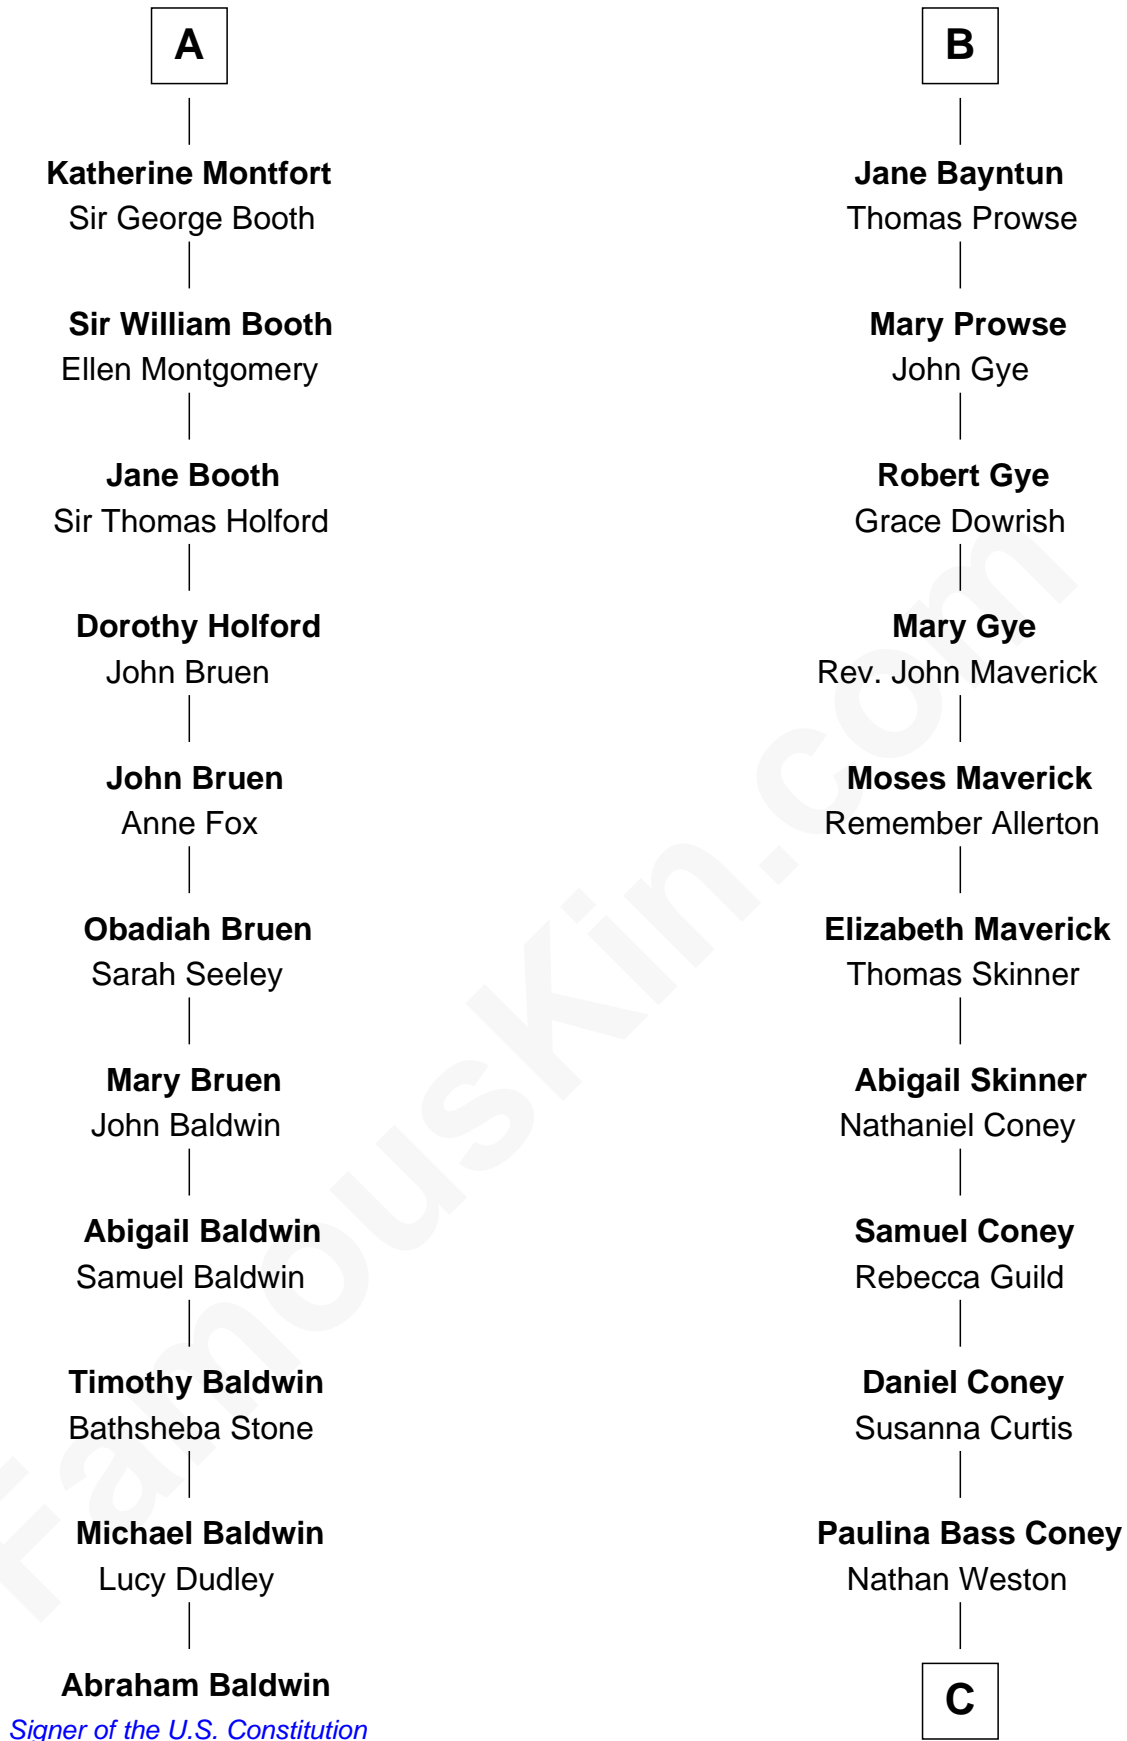 A
Katherine Montfort
Sir George Booth
Sir William Booth
Ellen Montgomery
Jane Booth
Sir Thomas Holford
Dorothy Holford
John Bruen
John Bruen
Anne Fox
Obadiah Bruen
Sarah Seeley
Mary Bruen
John Baldwin
Abigail Baldwin
Samuel Baldwin
Timothy Baldwin
Bathsheba Stone
Michael Baldwin
Lucy Dudley
Abraham Baldwin
Signer of the U.S. Constitution
B
Jane Bayntun
Thomas Prowse
Mary Prowse
John Gye
Robert Gye
Grace Dowrish
Mary Gye
Rev. John Maverick
Moses Maverick
Remember Allerton
Elizabeth Maverick
Thomas Skinner
Abigail Skinner
Nathaniel Coney
Samuel Coney
Rebecca Guild
Daniel Coney
Susanna Curtis
Paulina Bass Coney
Nathan Weston
C
FamousKin.com